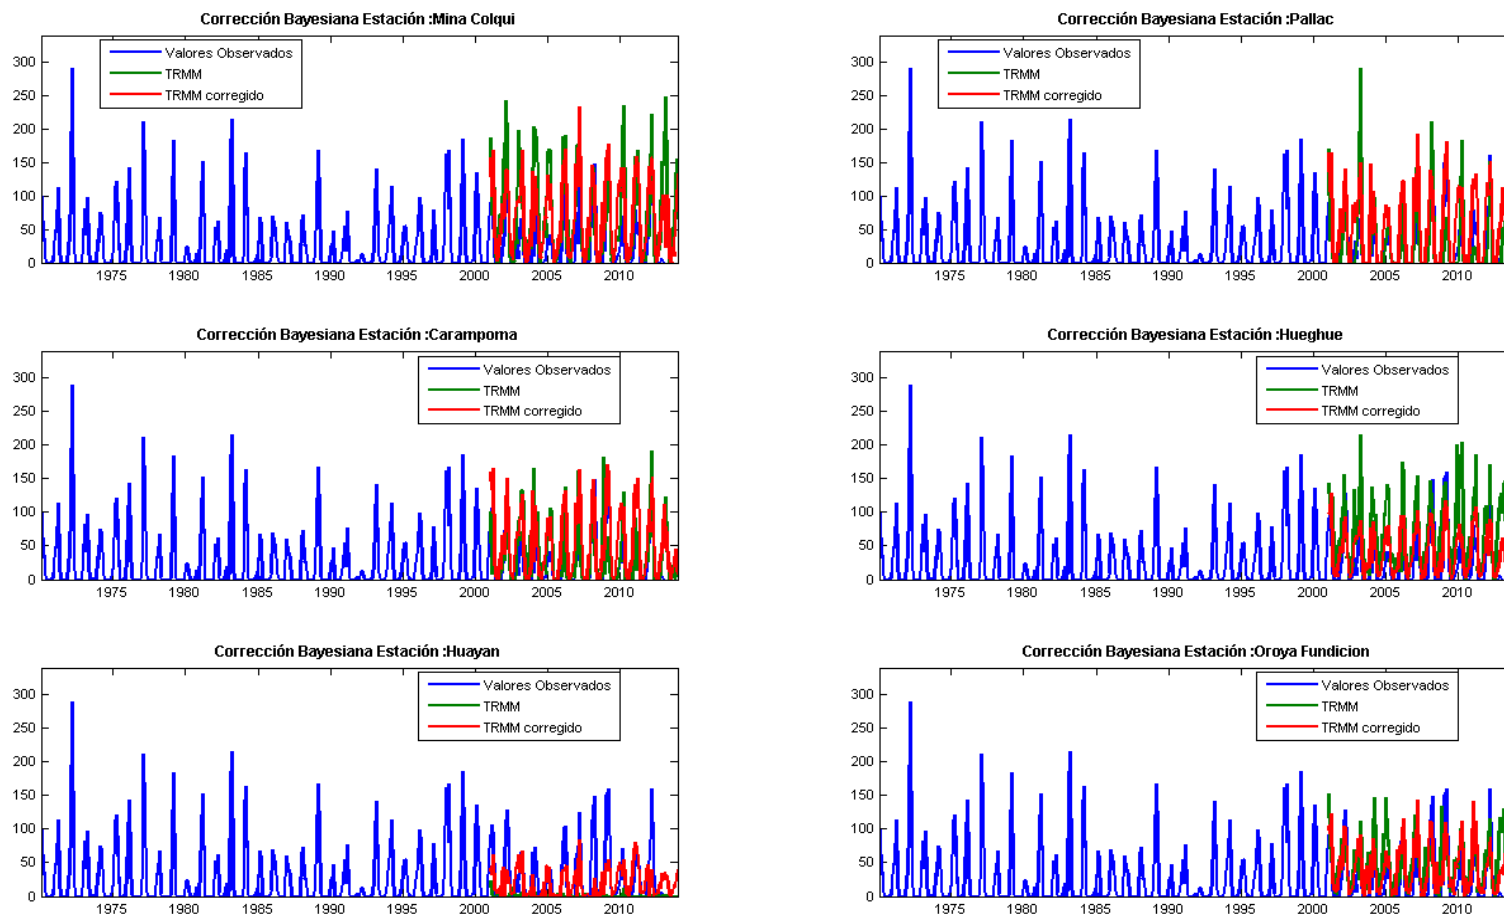 Corrección Bayesiana Estación :Mina Colqui
Valores Observados
TRMM
TRMM corregido
300
250
200
150
100
50
0
1975 1980 1985 1990 1995 2000 2005 2010
Corrección Bayesiana Estación :Pallac
Valores Observados
TRMM
TRMM corregido
300
250
200
150
100
50
0
1975 1980 1985 1990 1995 2000 2005 2010
Corrección Bayesiana Estación :Carampoma
Valores Observados
TRMM
TRMM corregido
300
250
200
150
100
50
0
1975 1980 1985 1990 1995 2000 2005 2010
Corrección Bayesiana Estación :Hueghue
Valores Observados
TRMM
TRMM corregido
300
250
200
150
100
50
0
1975 1980 1985 1990 1995 2000 2005 2010
Corrección Bayesiana Estación :Huayan
Valores Observados
TRMM
TRMM corregido
300
250
200
150
100
50
0
1975 1980 1985 1990 1995 2000 2005 2010
Corrección Bayesiana Estación :Oroya Fundicion
Valores Observados
TRMM
TRMM corregido
300
250
200
150
100
50
0
1975 1980 1985 1990 1995 2000 2005 2010